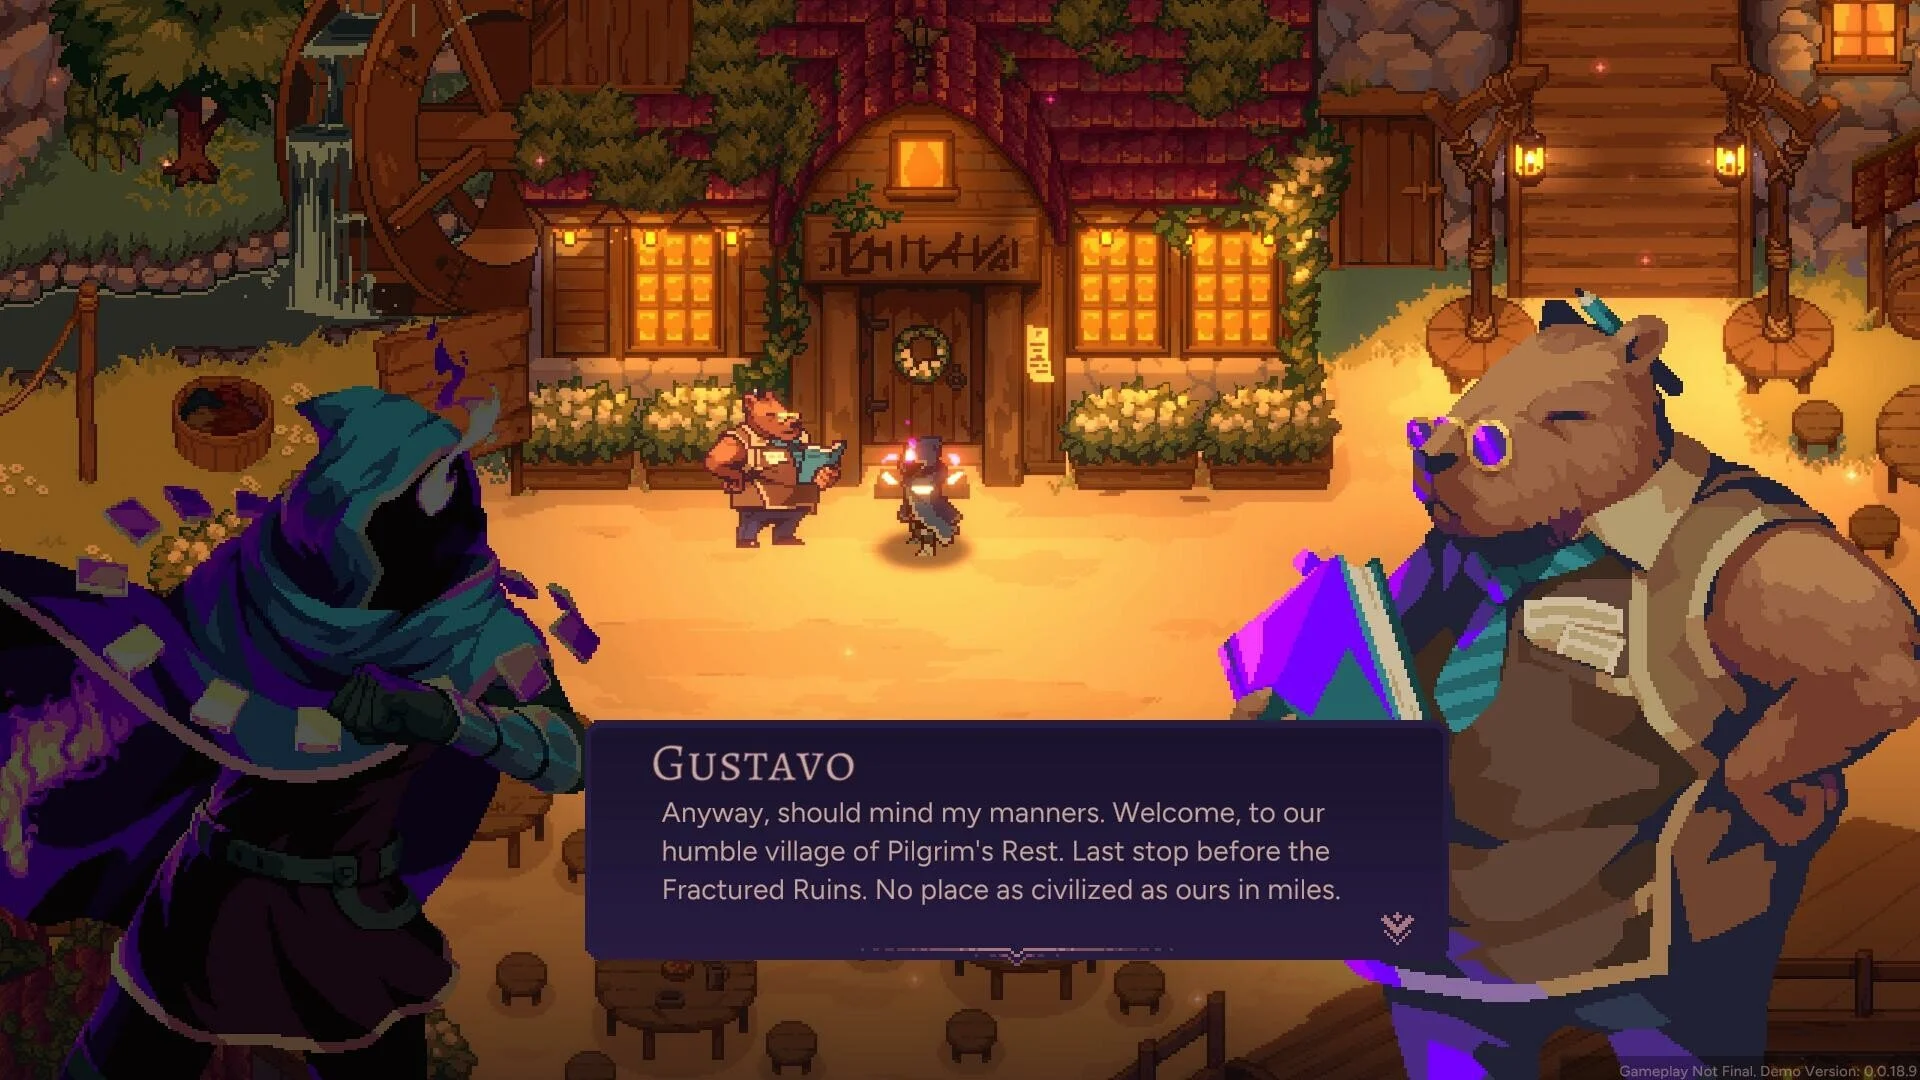 Gustavo
Anyway, should mind my manners. Welcome, to our
humble village of Pilgrim's Rest. Last stop before the
Fractured Ruins. No place as civilized as ours in miles.
Gameplay Not Final. Demo Version: 0.0.18.9